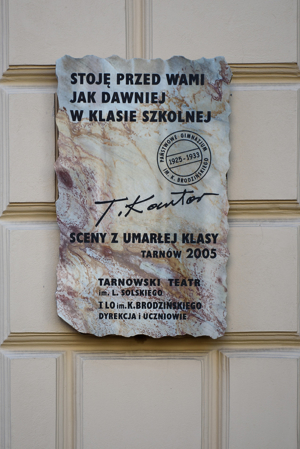 STOJĘ PRZED WAMI
JAK DAWNIEJ
W KLASIE SZKOLNEJ
PAŃSTWOWE GIMNAZJUM
1925-1933
IM K. BRODZIŃSKIEGO
T. Kantor
SCENY Z UMARŁEJ KLASY
TARNÓW 2005
TARNOWSKI TEATR
im. L. SOLSKIEGO
I LO im. K. BRODZIŃSKIEGO
DYREKCJA i UCZNIOWIE